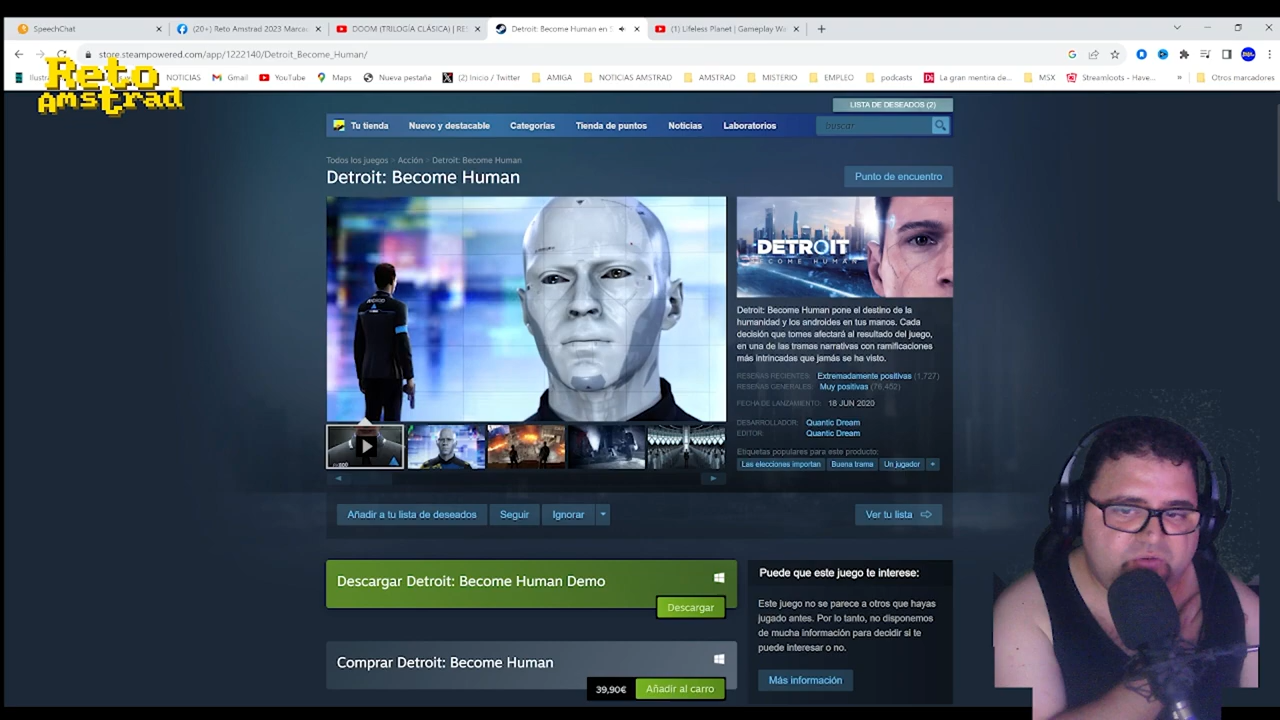 SpeechChat
(20+) Reto Amstrad 2023 Marca
DOOM (TRILOGÍA CLÁSICA) | RE
Detroit: Become Human en S
(1) Lifeless Planet | Gameplay Wa
store.steampowered.com/app/1222140/Detroit_Become_Human/
Reto
Amstrad
NOTICIAS
Gmail
YouTube
Maps
Nueva pestaña
(2) Inicio / Twitter
AMIGA
NOTICIAS AMSTRAD
AMSTRAD
MISTERIO
EMPLEO
podcasts
La gran mentira de...
MSX
Streamloots - Have...
»
Otros marcadores
LISTA DE DESEADOS (2)
Tu tienda
Nuevo y destacable
Categorías
Tienda de puntos
Noticias
Laboratorios
buscar
Todos los juegos > Acción > Detroit: Become Human
Detroit: Become Human
Punto de encuentro
ANDROID
DETROIT
BECOME HUMAN
Detroit: Become Human pone el destino de la
humanidad y los androides en tus manos. Cada
decisión que tomes afectará al resultado del juego,
en una de las tramas narrativas con ramificaciones
más intrincadas que jamás se ha visto.
RESEÑAS RECIENTES: Extremadamente positivas (1,727)
RESEÑAS GENERALES: Muy positivas (76,452)
FECHA DE LANZAMIENTO: 18 JUN 2020
DESARROLLADOR: Quantic Dream
EDITOR: Quantic Dream
Etiquetas populares para este producto:
Las elecciones importan
Buena trama
Un jugador
+
Añadir a tu lista de deseados
Seguir
Ignorar
Ver tu lista
Descargar Detroit: Become Human Demo
Descargar
Puede que este juego te interese:
Este juego no se parece a otros que hayas
jugado antes. Por lo tanto, no disponemos
de mucha información para decidir si te
puede interesar o no.
Más información
Comprar Detroit: Become Human
39,90€
Añadir al carro